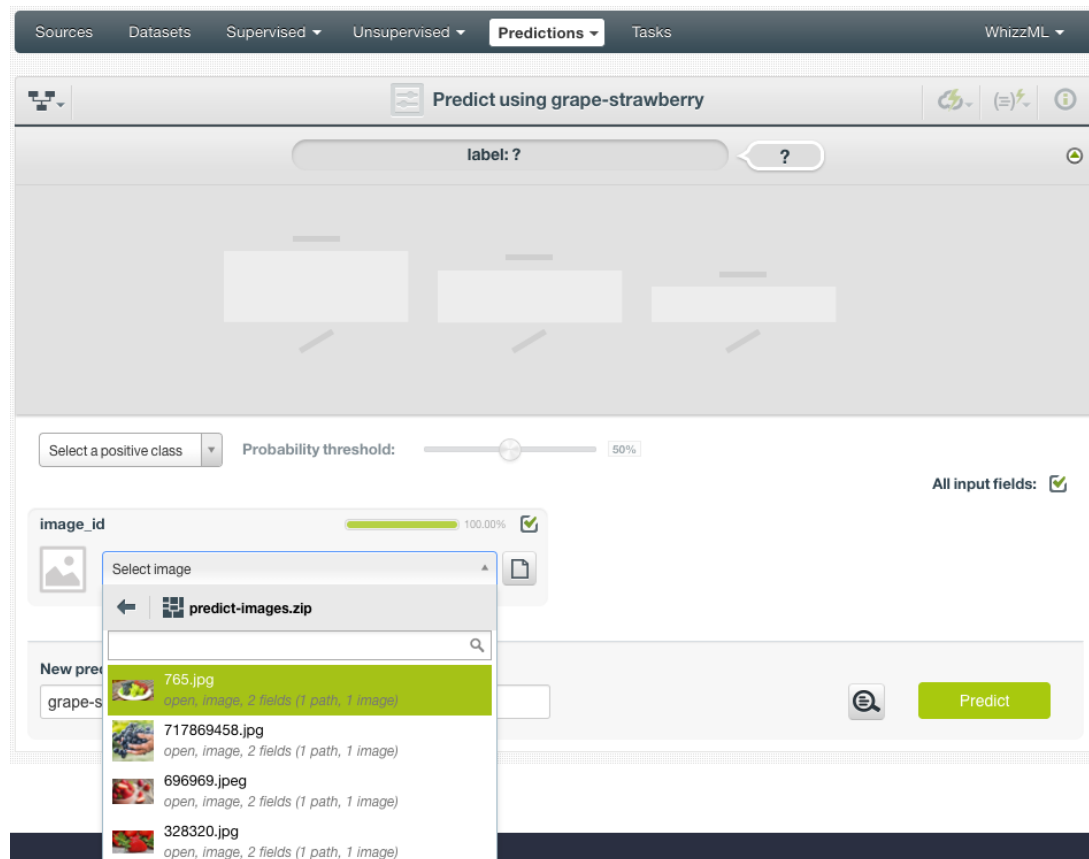 Sources Datasets Supervised Unsupervised Predictions Tasks WhizzML
Predict using grape-strawberry
(=)
label: ? ?
Select a positive class Probability threshold: 50%
All input fields:
image_id 100.00%
Select image
predict-images.zip
New pred
765.jpg
grape-s
open, image, 2 fields (1 path, 1 image)
Predict
717869458.jpg
open, image, 2 fields (1 path, 1 image)
696969.jpeg
open, image, 2 fields (1 path, 1 image)
328320.jpg
open, image, 2 fields (1 path, 1 image)